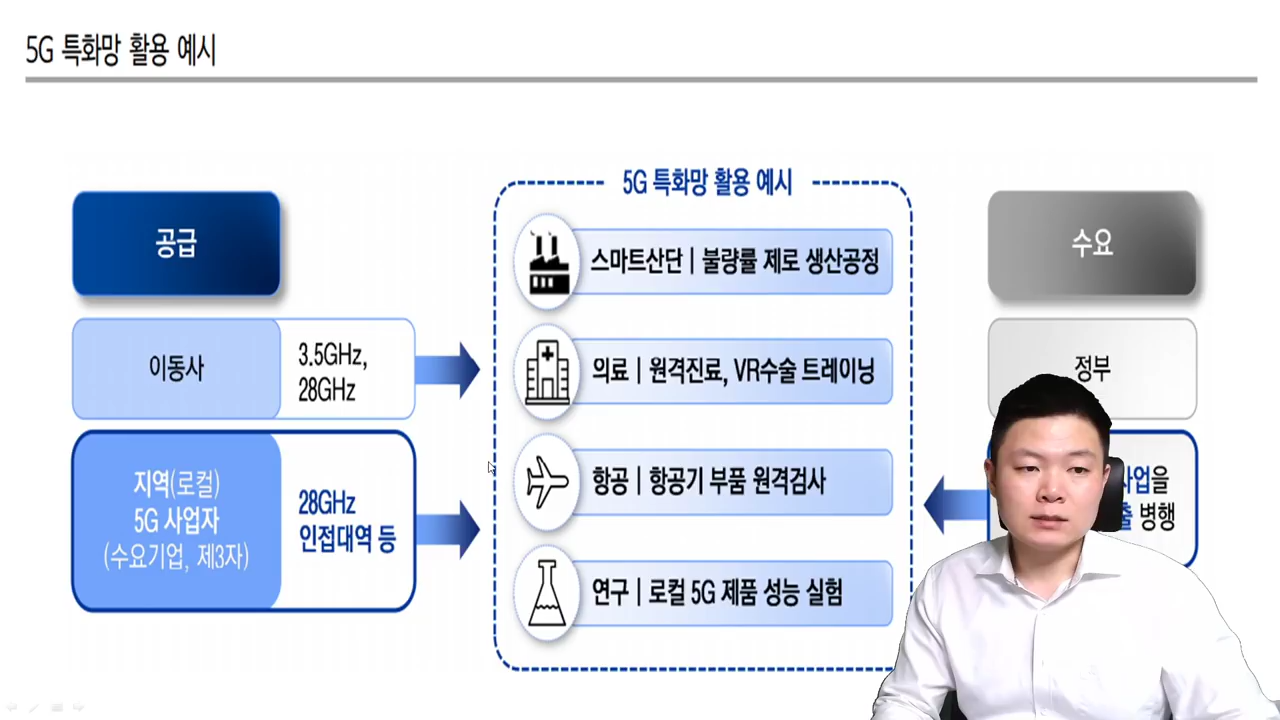 5G 특화망 활용 예시
공급
이동사
3.5GHz,
28GHz
지역(로컬)
5G 사업자
(수요기업, 제3자)
28GHz
인접대역 등
5G 특화망 활용 예시
스마트산단 | 불량률 제로 생산공정
의료 | 원격진료, VR수술 트레이닝
항공 | 항공기 부품 원격검사
연구 | 로컬 5G 제품 성능 실험
수요
정부
사업을
병행